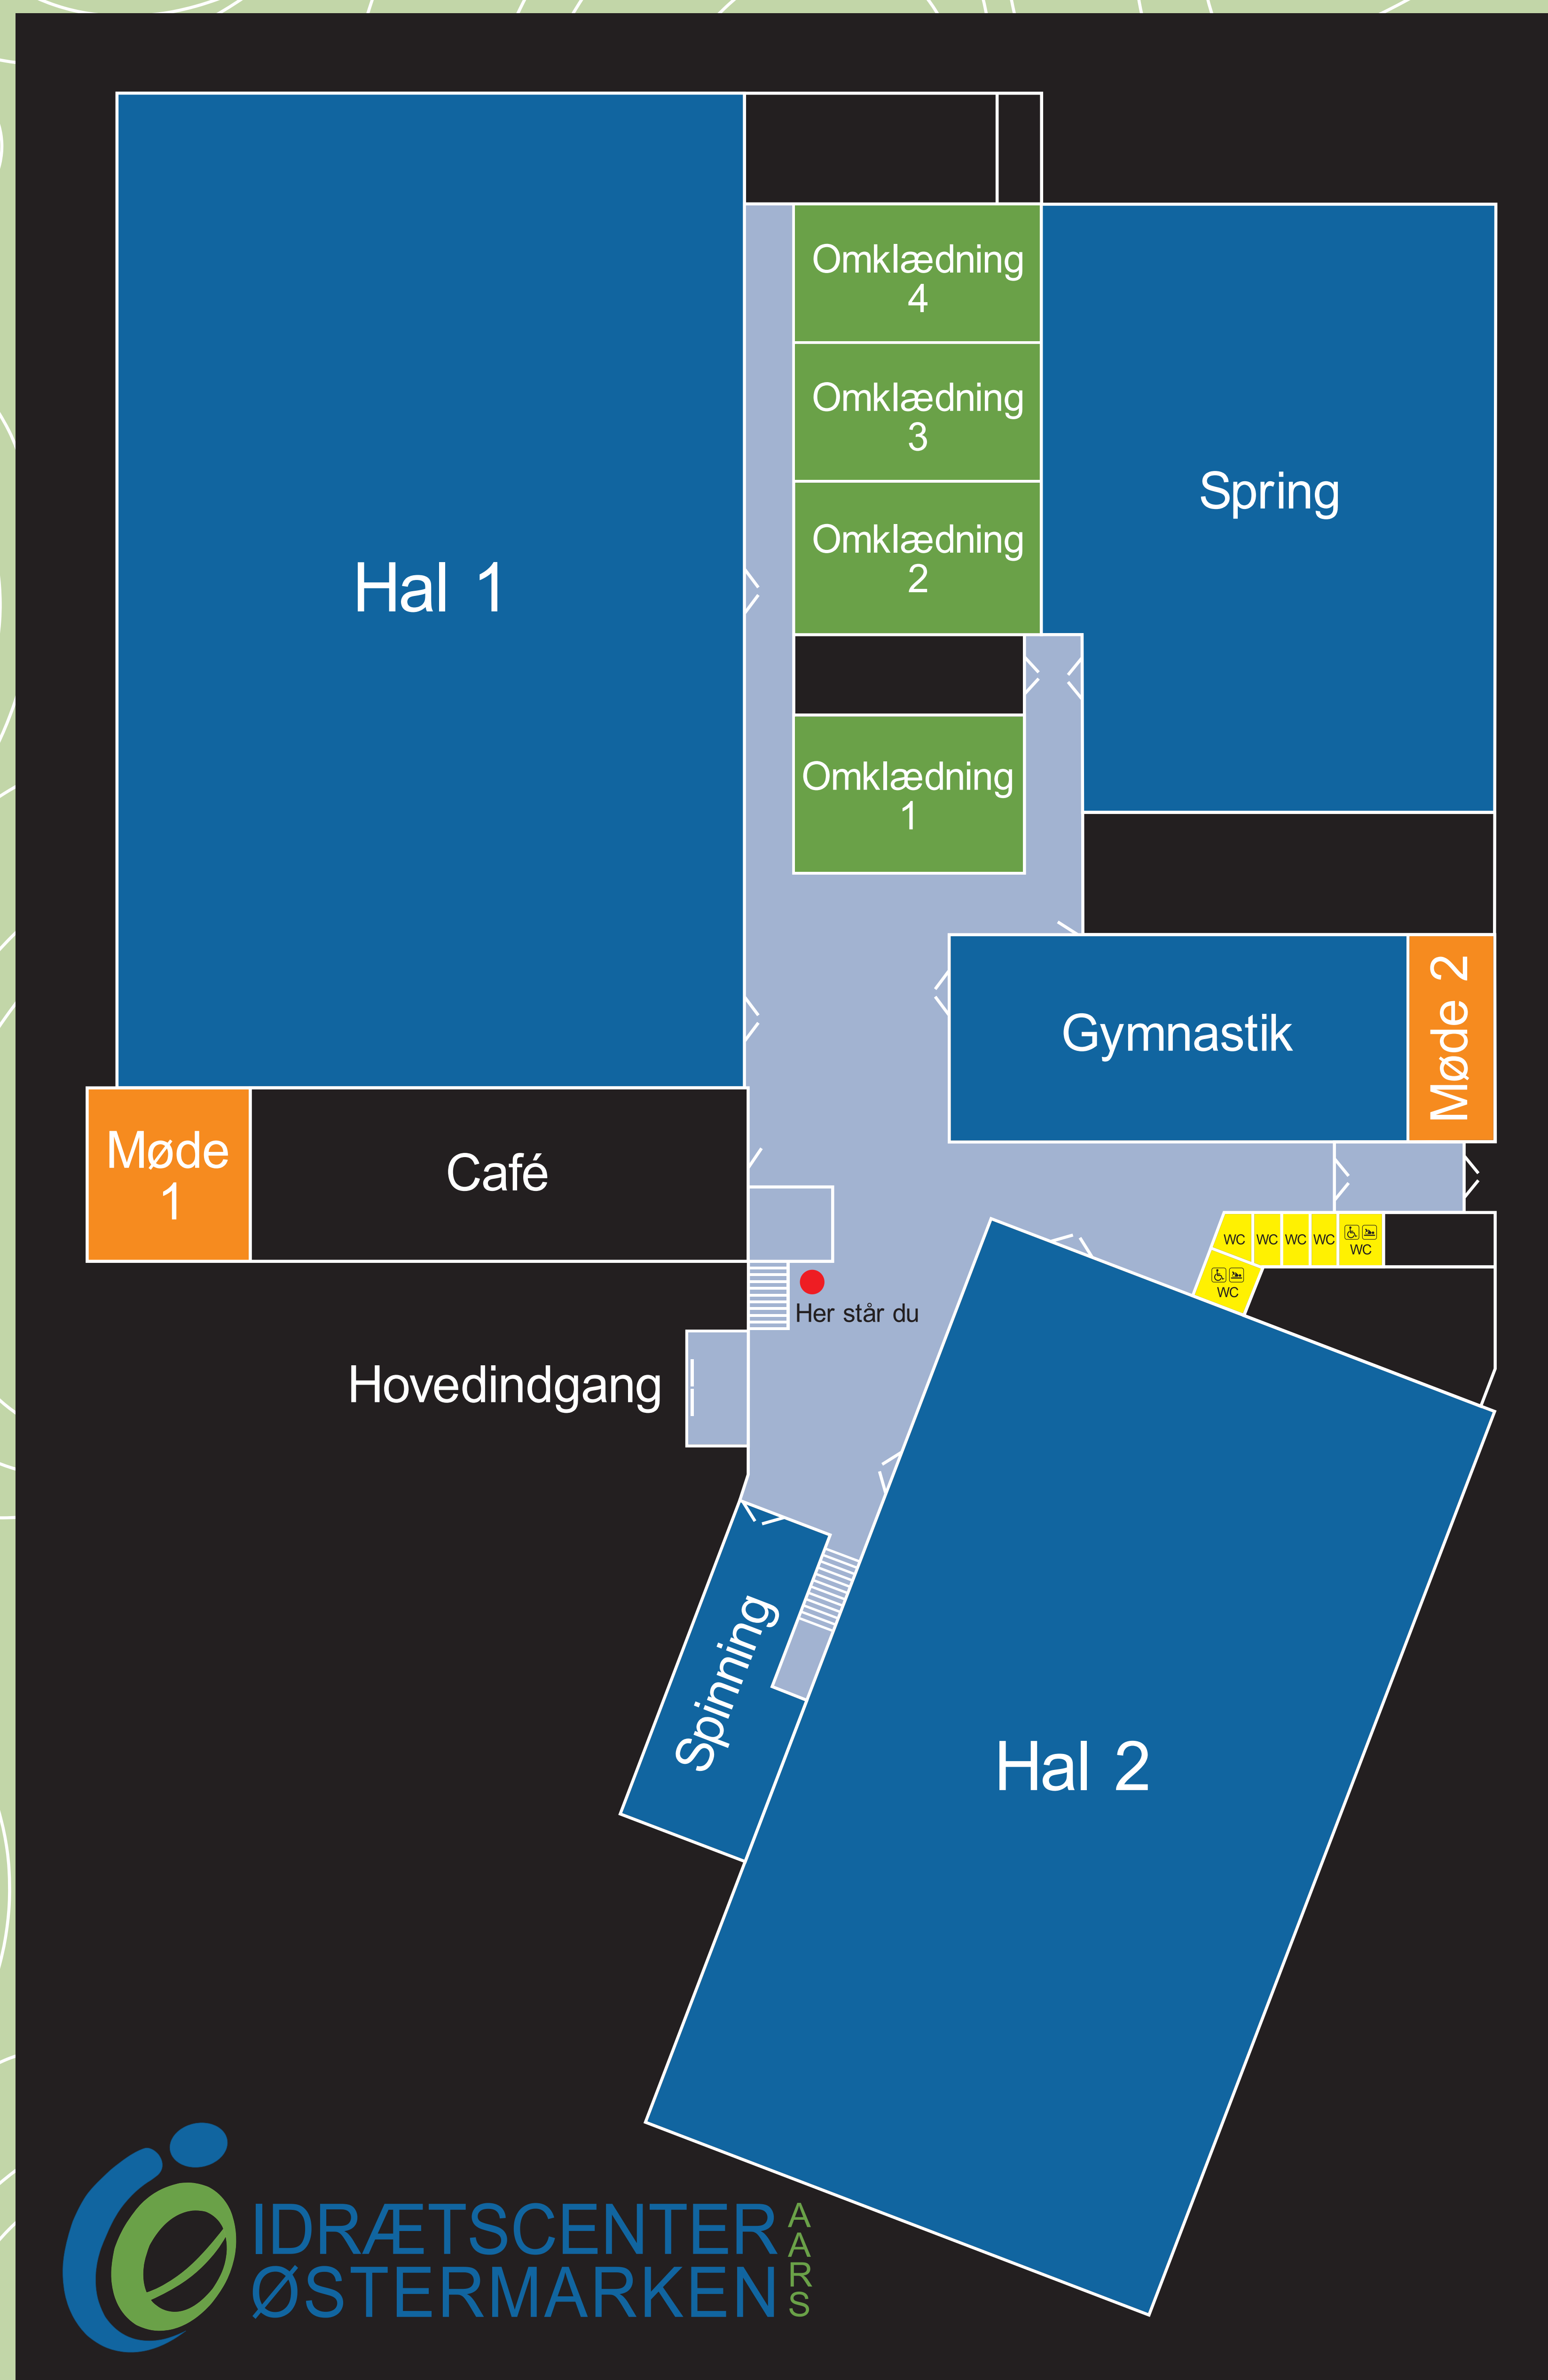 Omklædning
4
Omklædning
3
Spring
Omklædning
2
Hal 1
Omklædning
1
Gymnastik
Møde 2
Møde
1
Café
WC
WC
WC
WC
WC
WC
Her står du
Hovedindgang
Spinning
Hal 2
IDRÆTSCENTER
ØSTERMARKEN
AARS